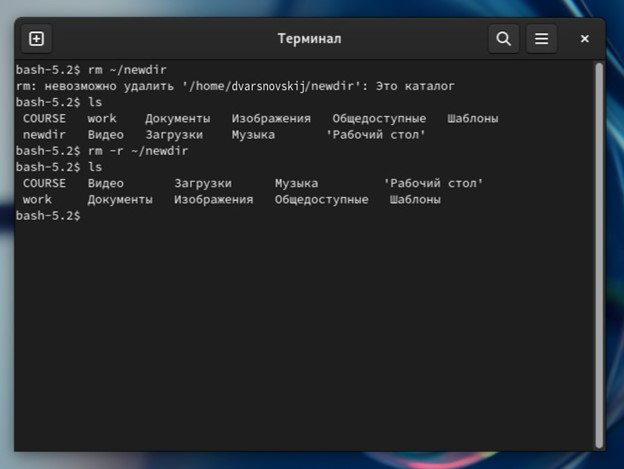 Терминал
bash-5.2$ rm ~/newdir
rm: невозможно удалить '/home/dvarsnovskij/newdir': Это каталог
bash-5.2$ ls
COURSE work Документы Изображения Общедоступные Шаблоны
newdir Видео Загрузки Музыка 'Рабочий стол'
bash-5.2$ rm -r ~/newdir
bash-5.2$ ls
COURSE Видео Загрузки Музыка 'Рабочий стол'
work Документы Изображения Общедоступные Шаблоны
bash-5.2$